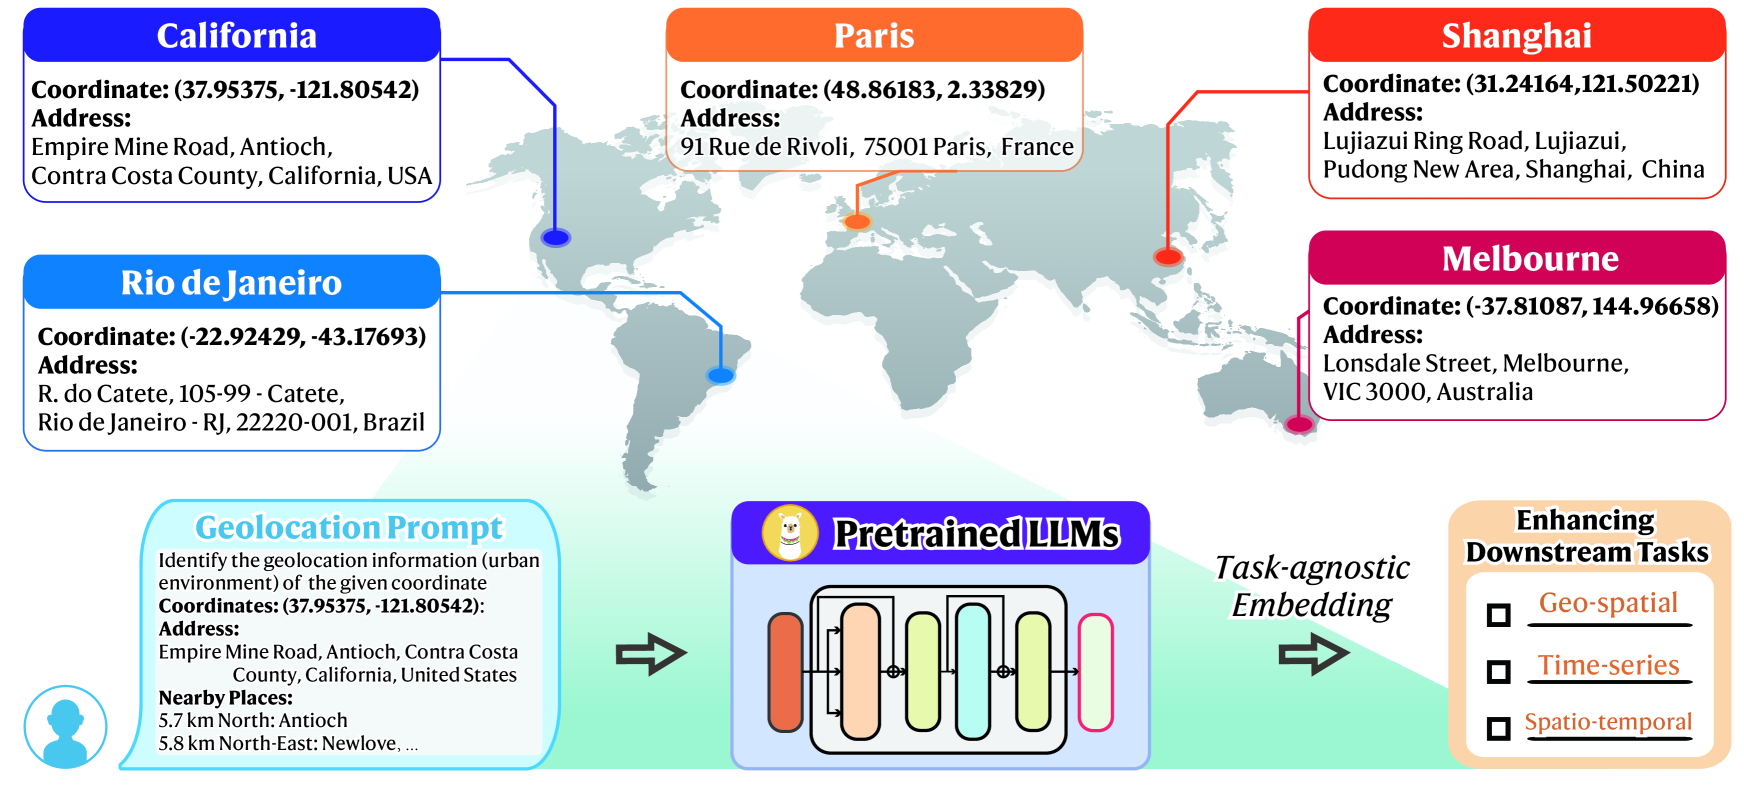 California
Coordinate: (37.95375, -121.80542)
Address:
Empire Mine Road, Antioch,
Contra Costa County, California, USA
Paris
Coordinate: (48.86183, 2.33829)
Address:
91 Rue de Rivoli, 75001 Paris, France
Shanghai
Coordinate: (31.24164,121.50221)
Address:
Lujiazui Ring Road, Lujiazui,
Pudong New Area, Shanghai, China
Rio de Janeiro
Coordinate: (-22.92429, -43.17693)
Address:
R. do Catete, 105-99 - Catete,
Rio de Janeiro - RJ, 22220-001, Brazil
Melbourne
Coordinate: (-37.81087, 144.96658)
Address:
Lonsdale Street, Melbourne,
VIC 3000, Australia
Geolocation Prompt
Identify the geolocation information (urban
environment) of the given coordinate
Coordinates: (37.95375, -121.80542):
Address:
Empire Mine Road, Antioch, Contra Costa
County, California, United States
Nearby Places:
5.7 km North: Antioch
5.8 km North-East: Newlove, ...
Pretrained LLMs
Task-agnostic
Embedding
Enhancing
Downstream Tasks
Geo-spatial
Time-series
Spatio-temporal